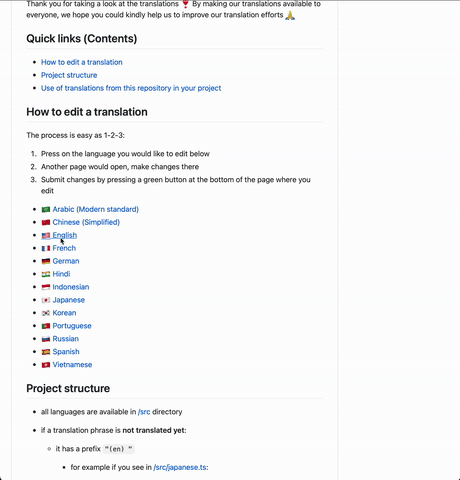 Thank you for taking a look at the translations ❣️ By making our translations available to
everyone, we hope you could kindly help us to improve our translation efforts 🙏
Quick links (Contents)
How to edit a translation
Project structure
Use of translations from this repository in your project
How to edit a translation
The process is easy as 1-2-3:
1. Press on the language you would like to edit below
2. Another page would open, make changes there
3. Submit changes by pressing a green button at the bottom of the page where you
edit
🇸🇦 Arabic (Modern standard)
🇨🇳 Chinese (Simplified)
🇺🇸 English
🇫🇷 French
🇩🇪 German
🇮🇳 Hindi
🇮🇩 Indonesian
🇯🇵 Japanese
🇰🇷 Korean
🇵🇹 Portuguese
🇷🇺 Russian
🇪🇸 Spanish
🇻🇳 Vietnamese
Project structure
all languages are available in /src directory
if a translation phrase is not translated yet:
it has a prefix "(en) "
for example if you see in /src/japanese.ts: